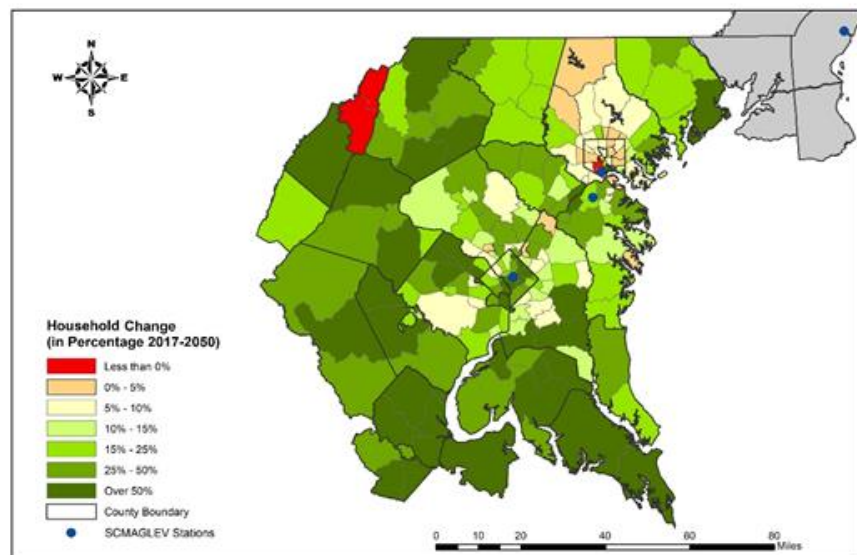 N
W E
S
Household Change
(in Percentage 2017-2050)
Less than 0%
0% - 5%
5% - 10%
10% - 15%
15% - 25%
25% - 50%
Over 50%
County Boundary
SCMAGLEV Stations
0 10 20 40 60 80
Miles